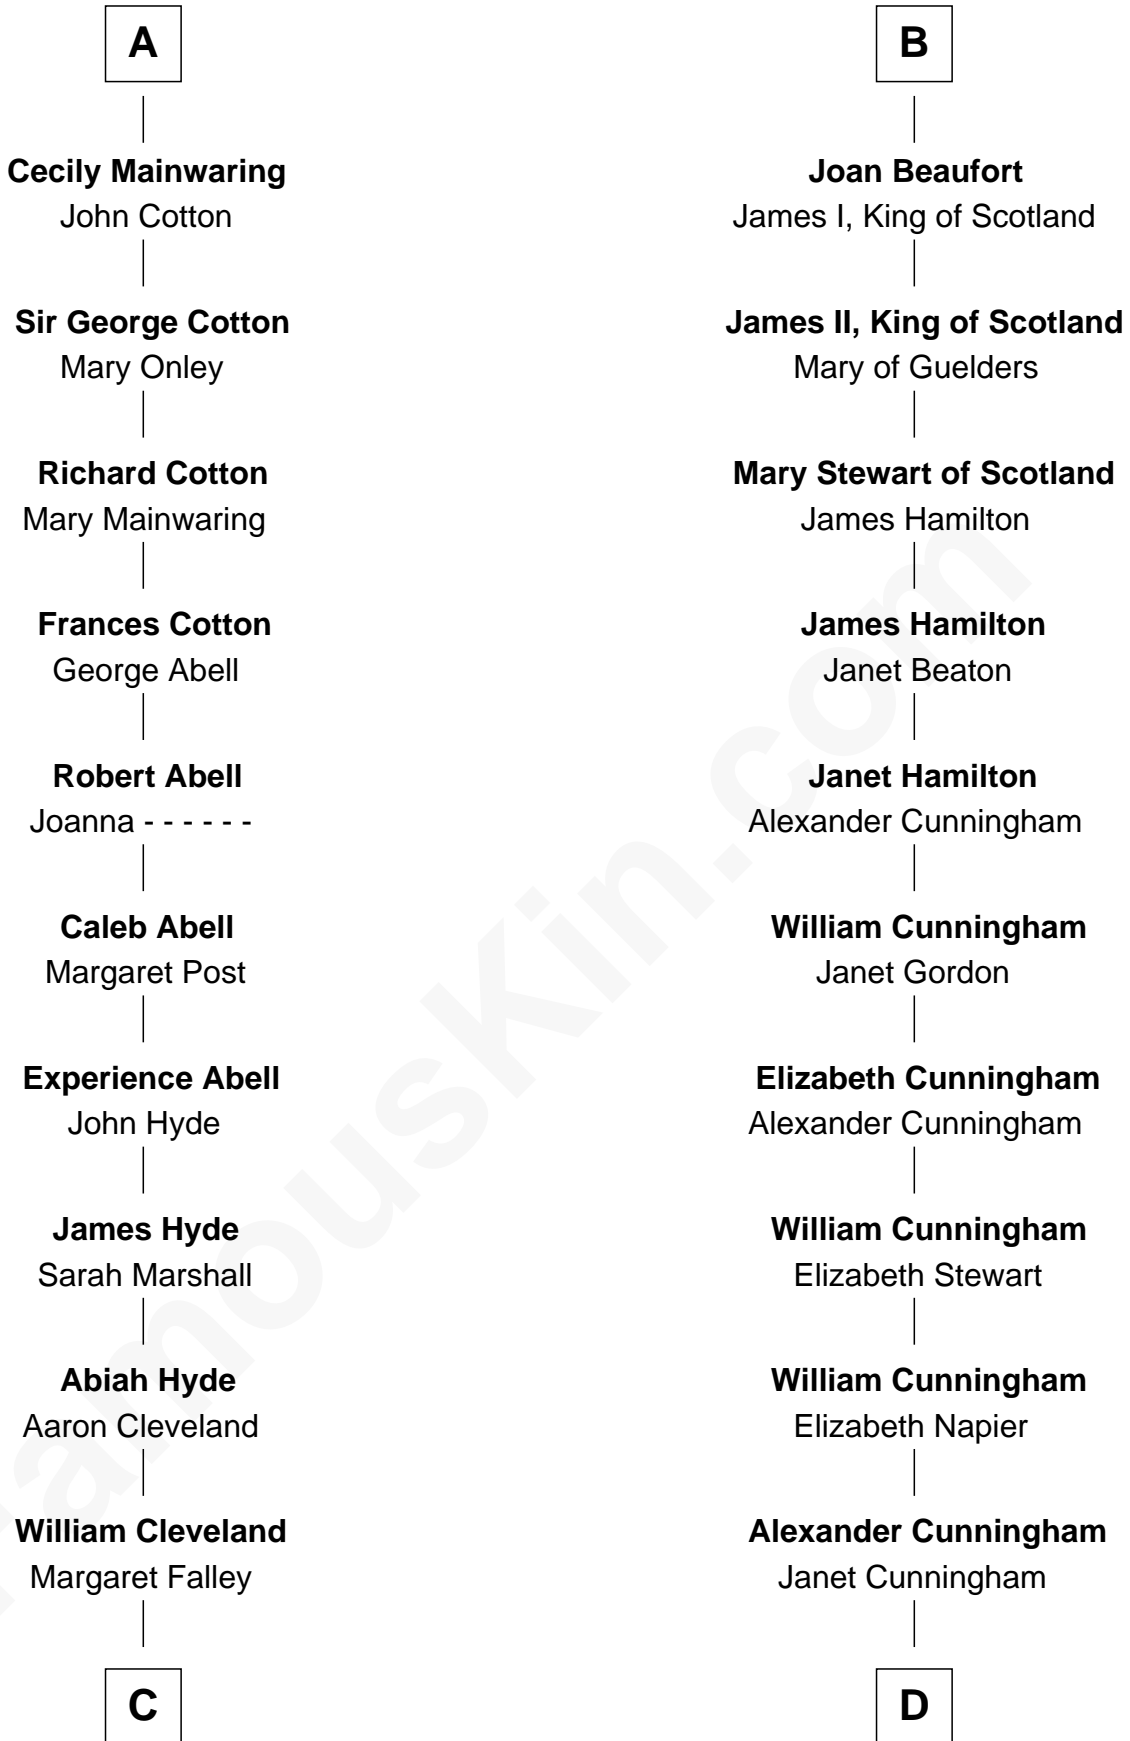 A
Cecily Mainwaring
John Cotton
Sir George Cotton
Mary Onley
Richard Cotton
Mary Mainwaring
Frances Cotton
George Abell
Robert Abell
Joanna - - - - - -
Caleb Abell
Margaret Post
Experience Abell
John Hyde
James Hyde
Sarah Marshall
Abiah Hyde
Aaron Cleveland
William Cleveland
Margaret Falley
C
B
Joan Beaufort
James I, King of Scotland
James II, King of Scotland
Mary of Guelders
Mary Stewart of Scotland
James Hamilton
James Hamilton
Janet Beaton
Janet Hamilton
Alexander Cunningham
William Cunningham
Janet Gordon
Elizabeth Cunningham
Alexander Cunningham
William Cunningham
Elizabeth Stewart
William Cunningham
Elizabeth Napier
Alexander Cunningham
Janet Cunningham
D
FamousKin.com